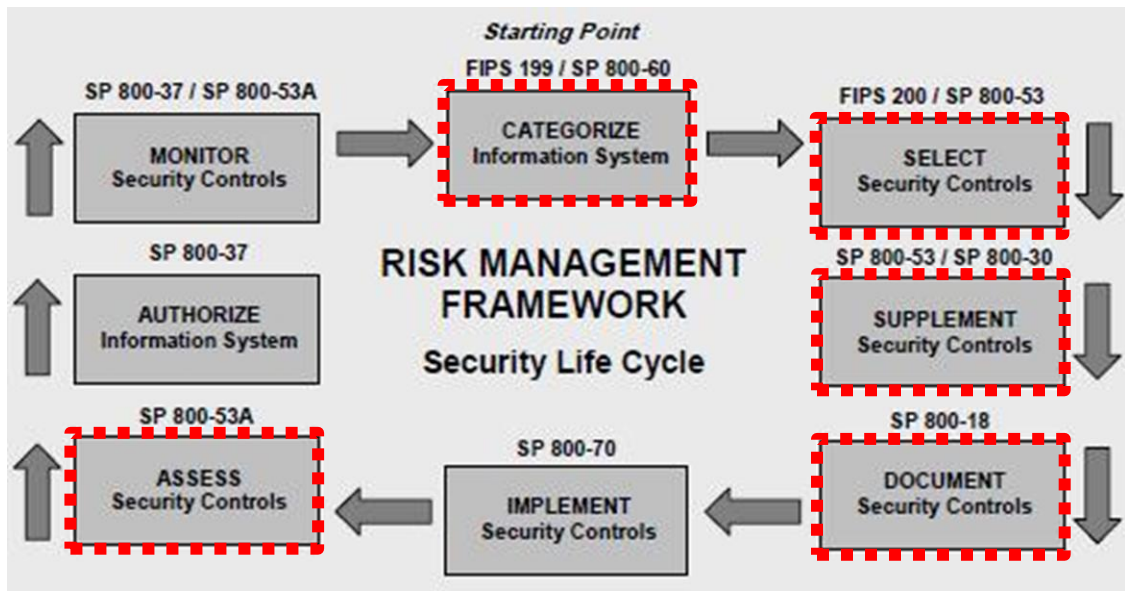 Starting Point
FIPS 199 / SP 800-60
CATEGORIZE
Information System
FIPS 200 / SP 800-53
SELECT
Security Controls
SP 800-53 / SP 800-30
SUPPLEMENT
Security Controls
SP 800-18
DOCUMENT
Security Controls
SP 800-70
IMPLEMENT
Security Controls
SP 800-53A
ASSESS
Security Controls
SP 800-37
AUTHORIZE
Information System
SP 800-37 / SP 800-53A
MONITOR
Security Controls
RISK MANAGEMENT
FRAMEWORK
Security Life Cycle